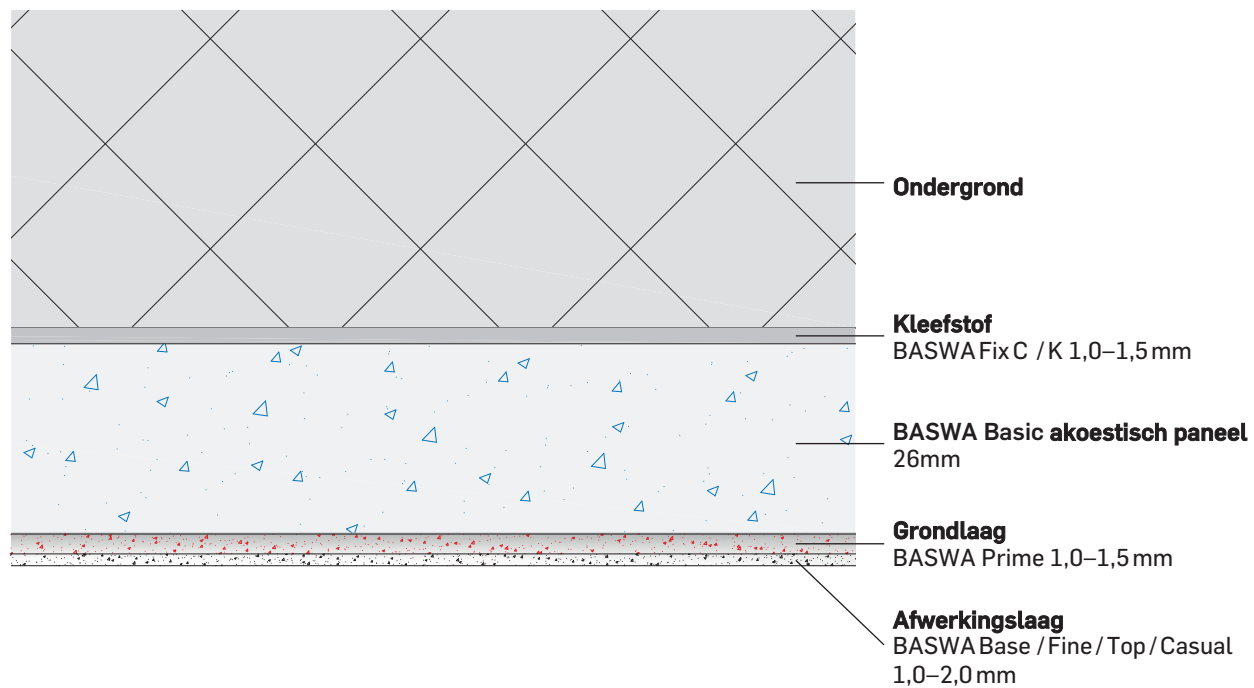 Ondergrond
Kleefstof
BASWA Fix C / K 1,0–1,5 mm
BASWA Basic akoestisch paneel
26mm
Grondlaag
BASWA Prime 1,0–1,5 mm
Afwerkingslaag
BASWA Base / Fine / Top / Casual
1,0–2,0 mm